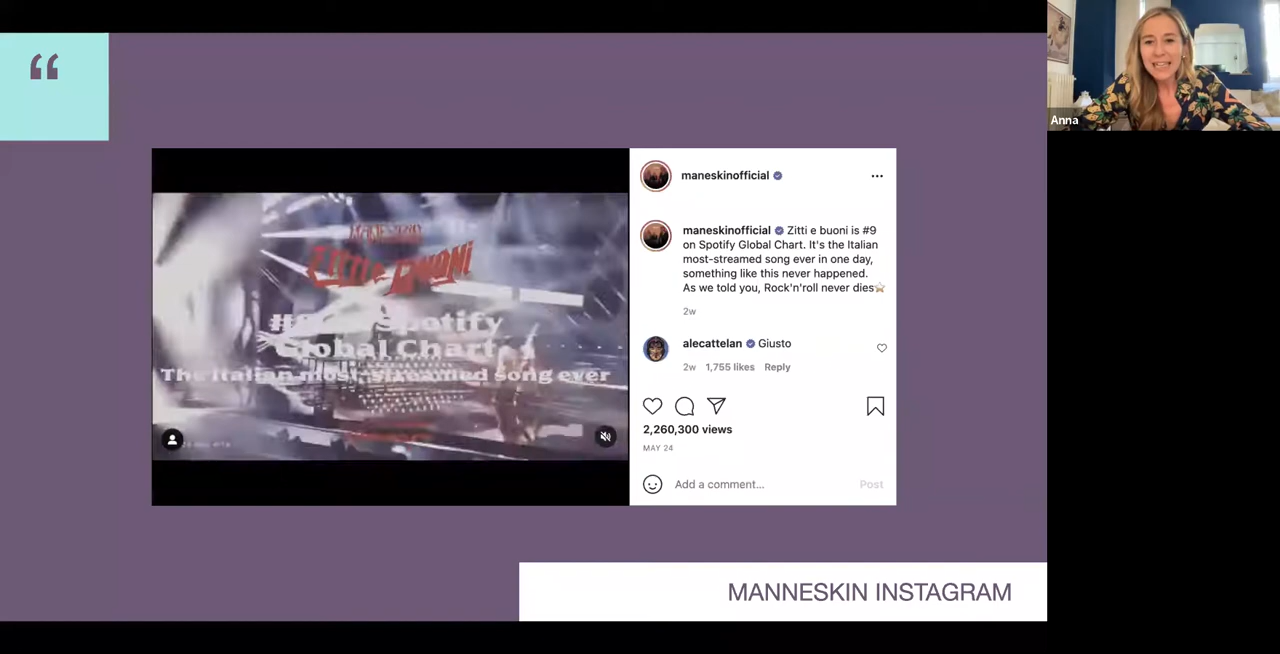 “
Anna
maneskinofficial
maneskinofficial Zitti e buoni is #9
on Spotify Global Chart. It's the Italian
most-streamed song ever in one day,
something like this never happened.
As we told you, Rock'n'roll never dies
2w
alecattelan Giusto
2w 1,755 likes Reply
2,260,300 views
MAY 24
Add a comment... Post
ZITTI E BUONI
Spotify
Global Chart
The Italian most-streamed song ever
MANNESKIN INSTAGRAM